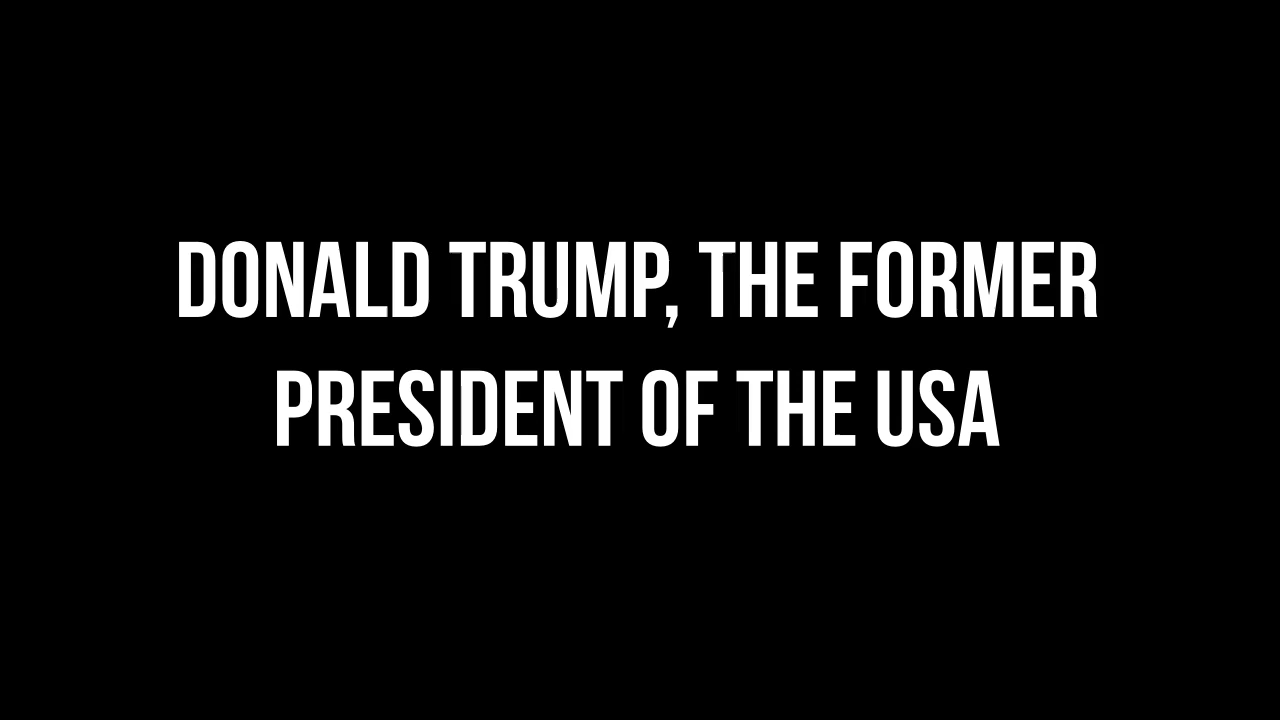 DONALD TRUMP, THE FORMER
PRESIDENT OF THE USA